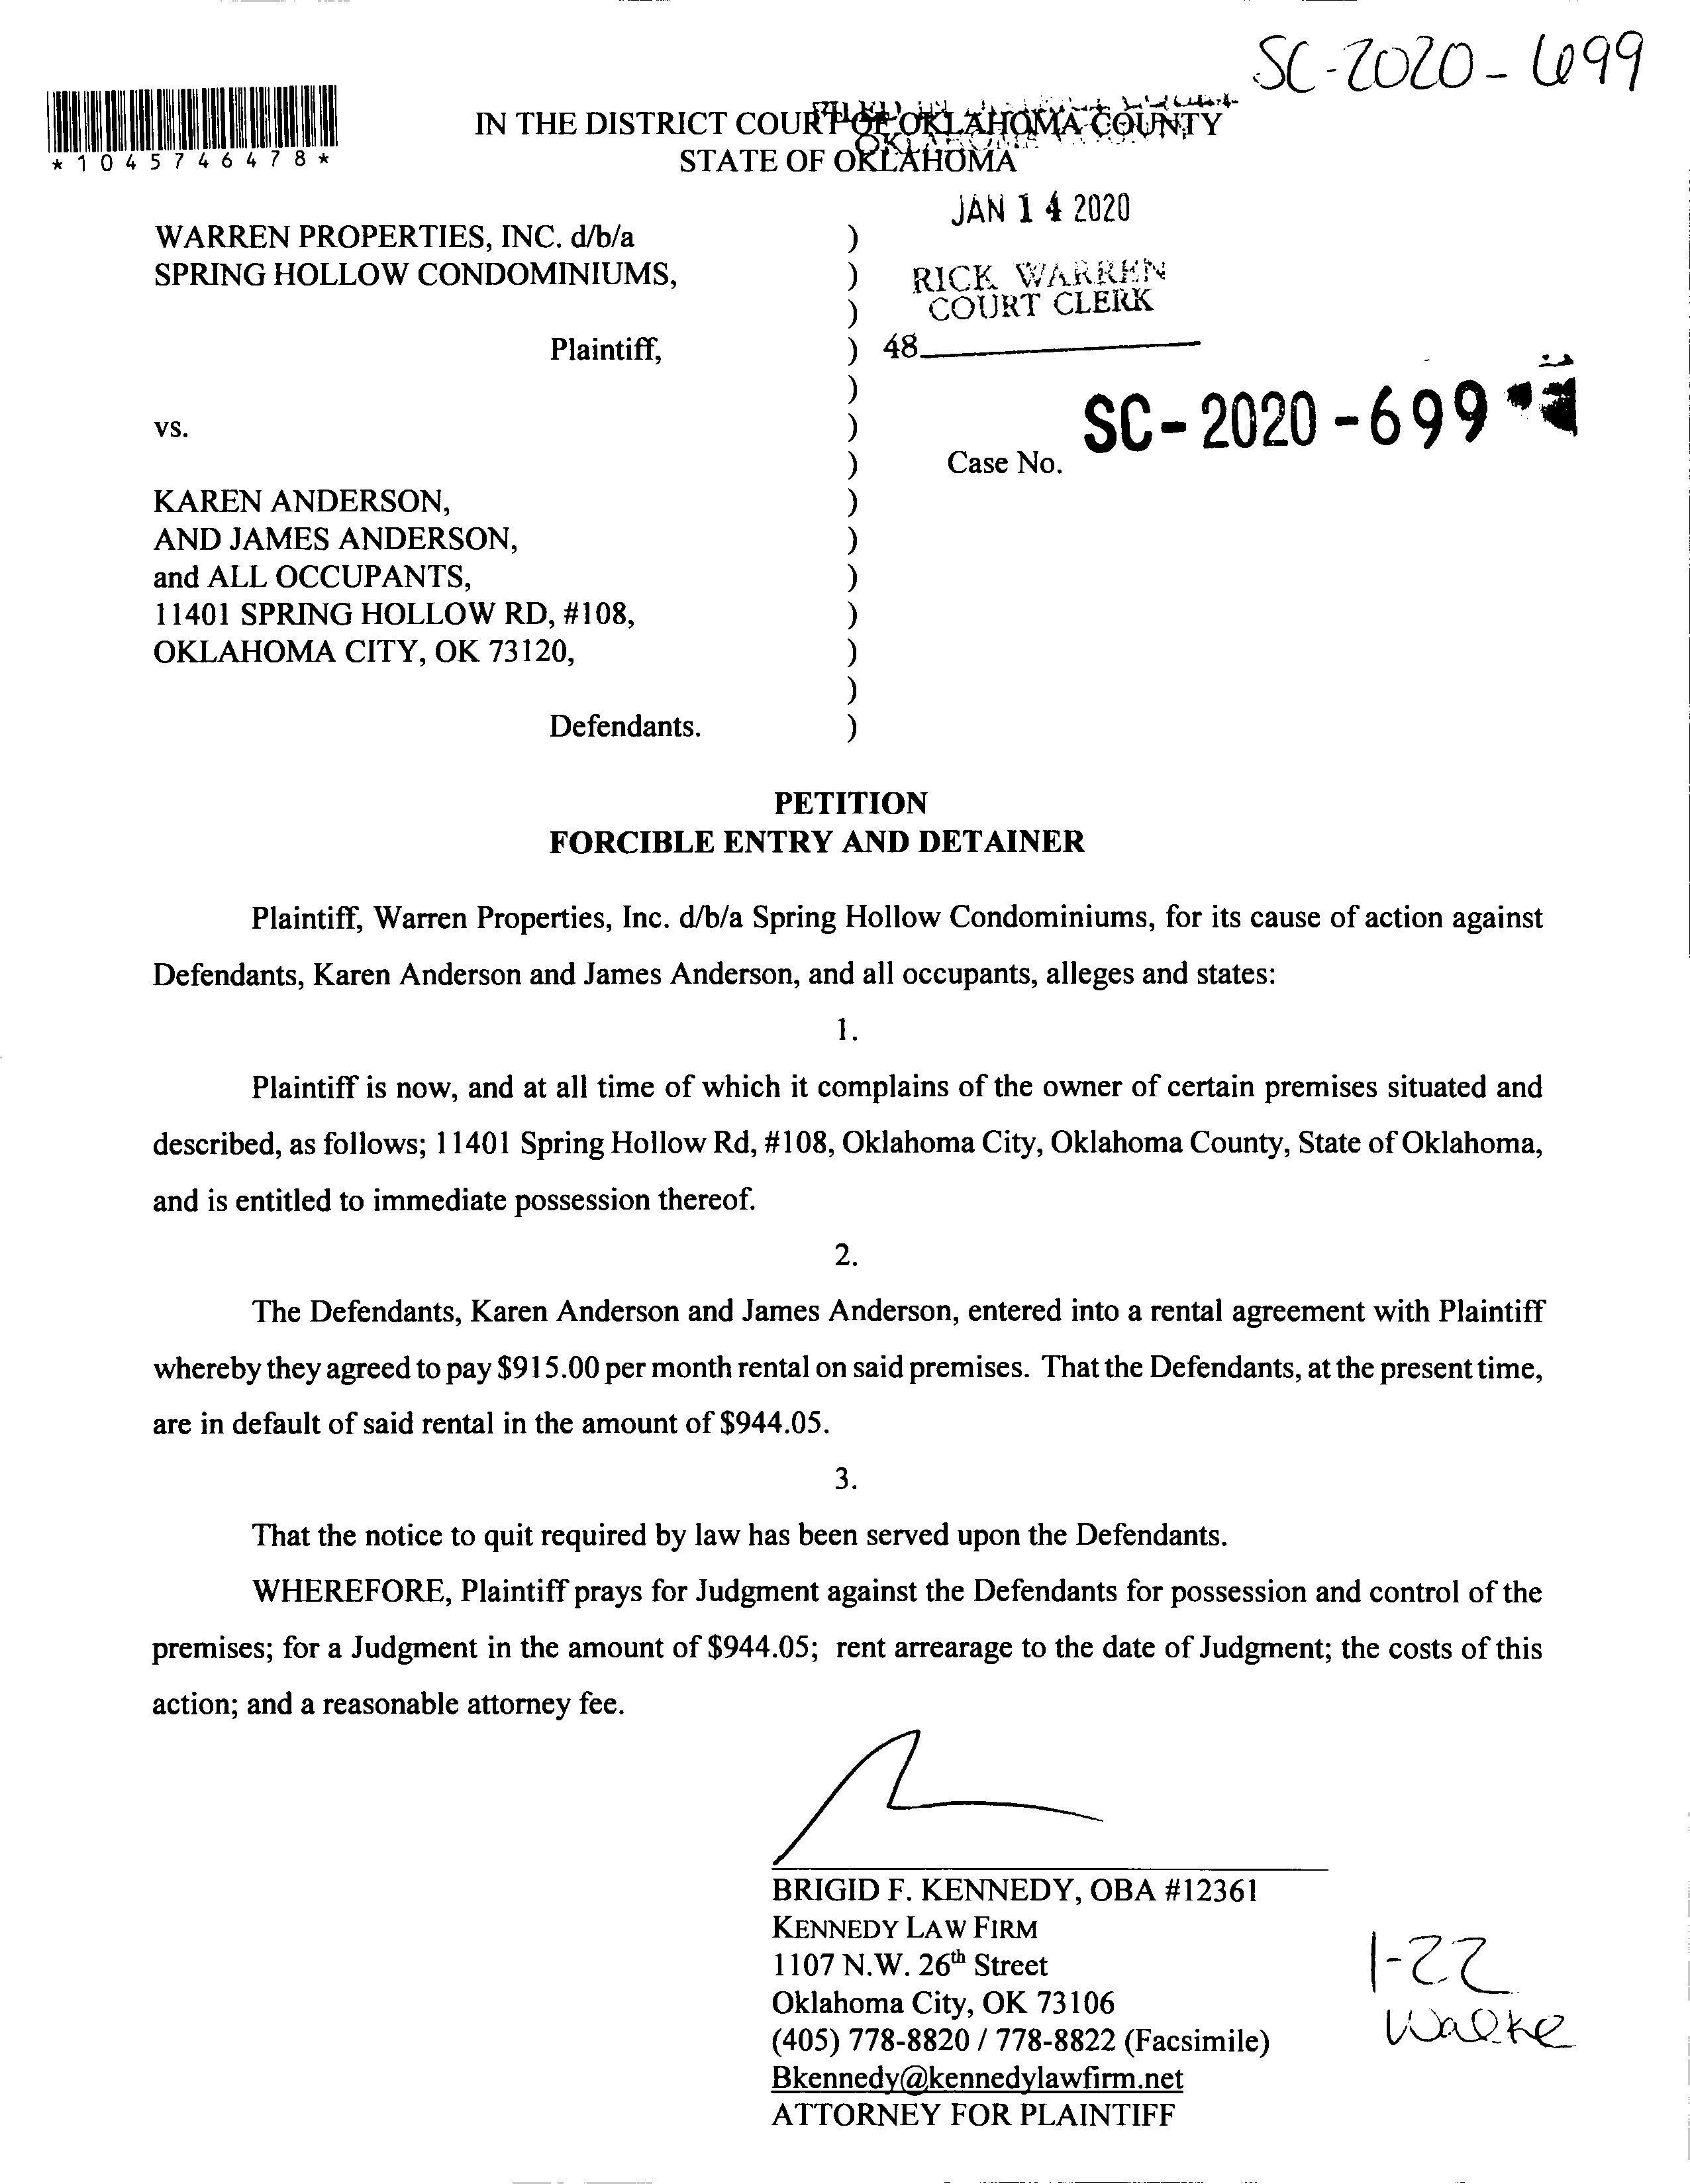 SC-2020-699
*1045746478*
IN THE DISTRICT COURT OF OKLAHOMA COUNTY
STATE OF OKLAHOMA
JAN 14 2020
WARREN PROPERTIES, INC. d/b/a )
SPRING HOLLOW CONDOMINIUMS, ) RICK WARREN
) COURT CLERK
Plaintiff, ) 48
)
vs. ) SC-2020-699
) Case No.
KAREN ANDERSON, )
AND JAMES ANDERSON, )
and ALL OCCUPANTS, )
11401 SPRING HOLLOW RD, #108, )
OKLAHOMA CITY, OK 73120, )
)
Defendants. )
PETITION
FORCIBLE ENTRY AND DETAINER
Plaintiff, Warren Properties, Inc. d/b/a Spring Hollow Condominiums, for its cause of action against
Defendants, Karen Anderson and James Anderson, and all occupants, alleges and states:
1.
Plaintiff is now, and at all time of which it complains of the owner of certain premises situated and
described, as follows; 11401 Spring Hollow Rd, #108, Oklahoma City, Oklahoma County, State of Oklahoma,
and is entitled to immediate possession thereof.
2.
The Defendants, Karen Anderson and James Anderson, entered into a rental agreement with Plaintiff
whereby they agreed to pay $915.00 per month rental on said premises. That the Defendants, at the present time,
are in default of said rental in the amount of $944.05.
3.
That the notice to quit required by law has been served upon the Defendants.
WHEREFORE, Plaintiff prays for Judgment against the Defendants for possession and control of the
premises; for a Judgment in the amount of $944.05; rent arrearage to the date of Judgment; the costs of this
action; and a reasonable attorney fee.
BRIGID F. KENNEDY, OBA #12361
KENNEDY LAW FIRM
1107 N.W. 26th Street
Oklahoma City, OK 73106
(405) 778-8820 / 778-8822 (Facsimile)
Bkennedy@kennedylawfirm.net
ATTORNEY FOR PLAINTIFF
1-22
Walke